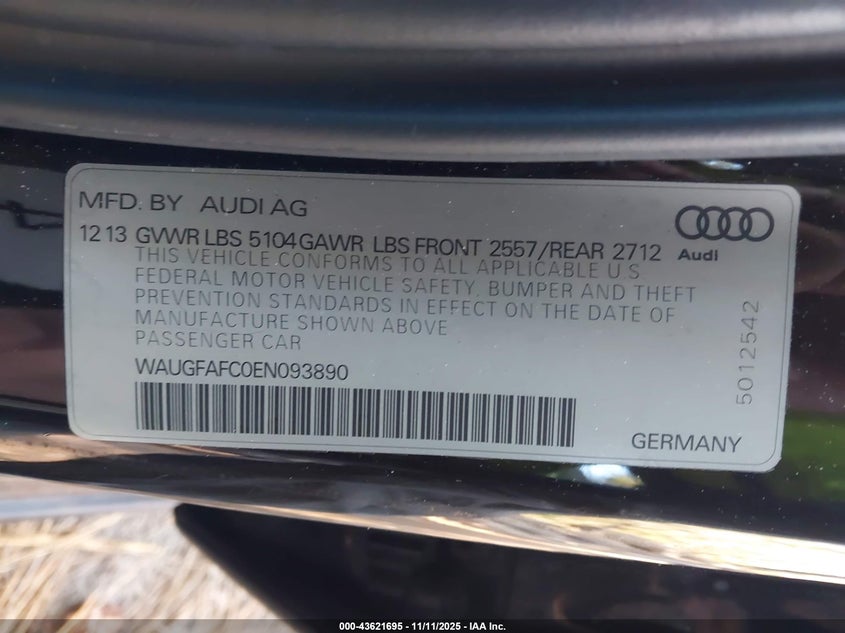 MFD. BY AUDI AG
12 13 GVWR LBS 5104 GAWR LBS FRONT 2557/REAR 2712
Audi
THIS VEHICLE CONFORMS TO ALL APPLICABLE U.S.
FEDERAL MOTOR VEHICLE SAFETY, BUMPER AND THEFT
PREVENTION STANDARDS IN EFFECT ON THE DATE OF
MANUFACTURE SHOWN ABOVE
PASSENGER CAR
WAUGFAFC0EN093890
5012542
GERMANY
000-43621695 - 11/11/2025 - IAA Inc.